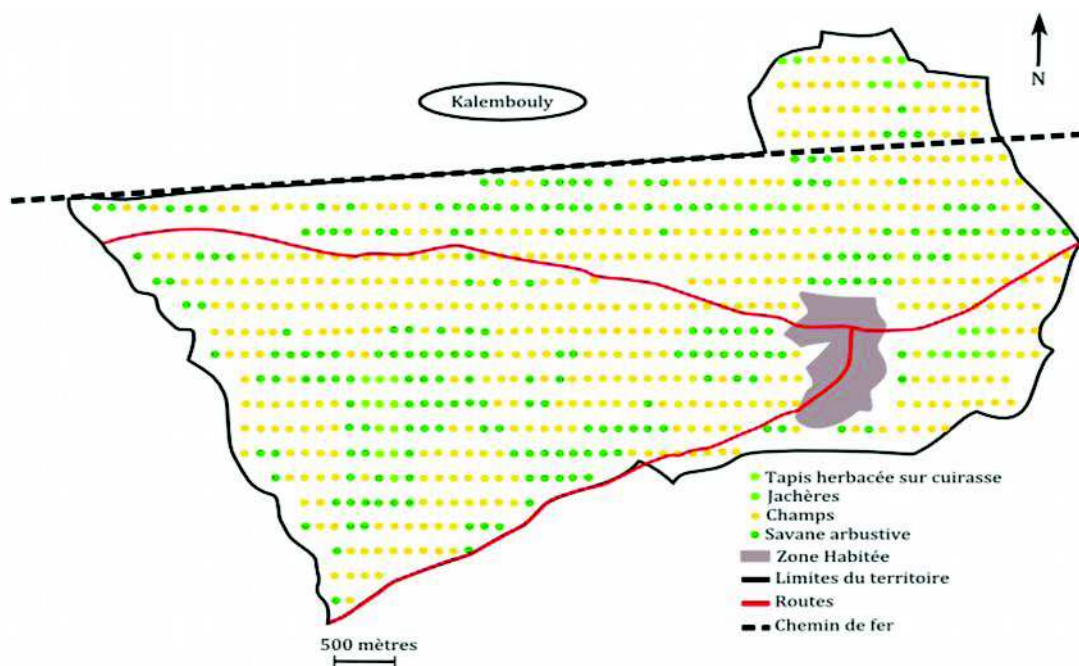 N
Kalembouly
Tapis herbacée sur cuirasse
Jachères
Champs
Savane arbustive
Zone Habitée
Limites du territoire
Routes
Chemin de fer
500 mètres